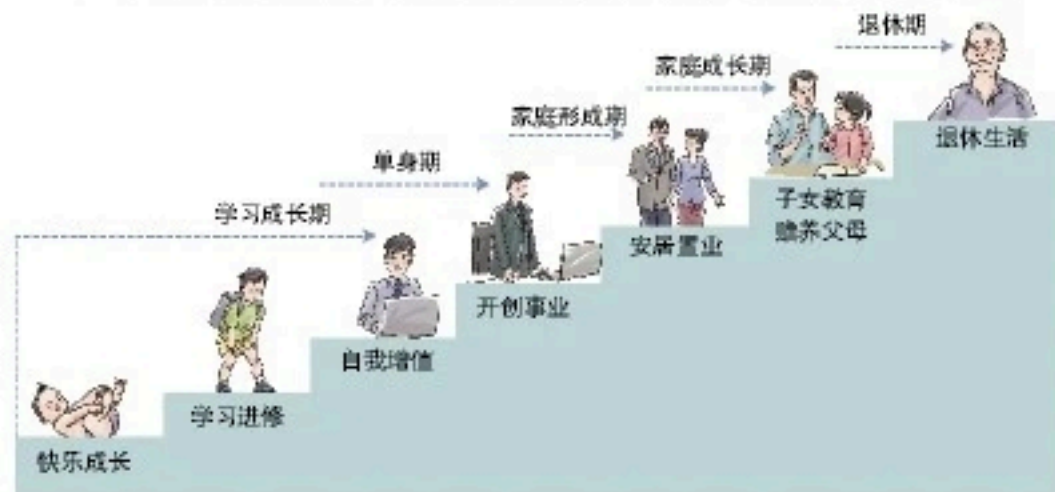 退休期
家庭成长期
家庭形成期
单身期
学习成长期
退休生活
子女教育
赡养父母
安居置业
开创事业
自我增值
学习进修
快乐成长